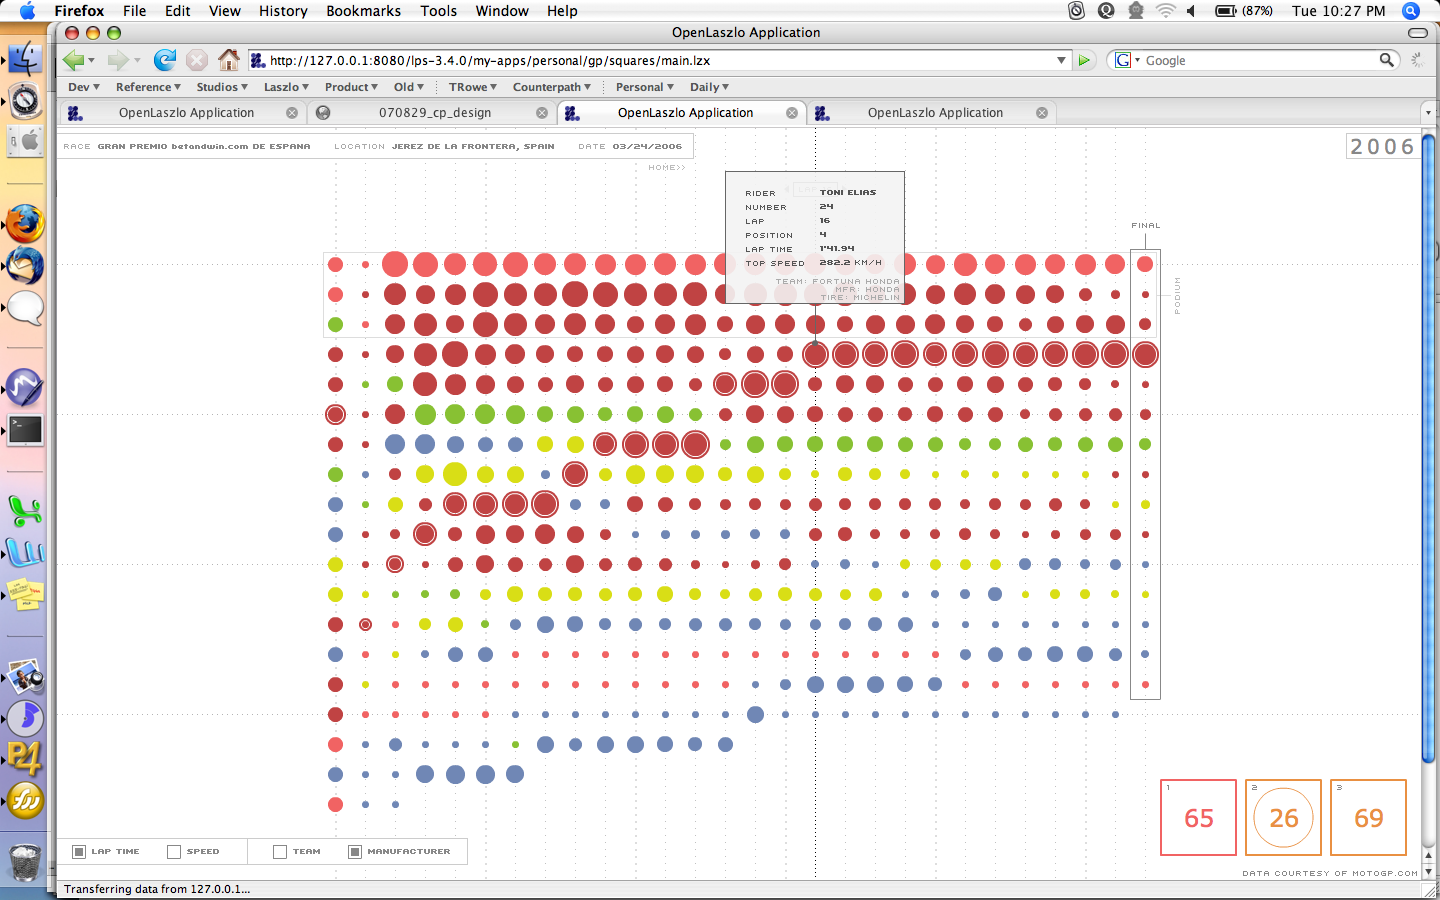 Firefox File Edit View History Bookmarks Tools Window Help (87%) Tue 10:27 PM
OpenLaszlo Application
http://127.0.0.1:8080/lps-3.4.0/my-apps/personal/gp/squares/main.lzx Google
Dev Reference Studios Laszlo Product Old TRowe Counterpath Personal Daily
OpenLaszlo Application 070829_cp_design OpenLaszlo Application OpenLaszlo Application
RACE GRAN PREMIO betandwin.com DE ESPANA LOCATION JEREZ DE LA FRONTERA, SPAIN DATE 03/24/2006
2006
HOME>>
RIDER TONI ELIAS
NUMBER 24
LAP 16
POSITION 4
LAP TIME 1'41.94
TOP SPEED 282.2 KM/H
TEAM: FORTUNA HONDA
MFR: HONDA
TIRE: MICHELIN
FINAL
PODIUM
1 65
2 26
3 69
LAP TIME SPEED TEAM MANUFACTURER
DATA COURTESY OF MOTOGP.COM
Transferring data from 127.0.0.1...